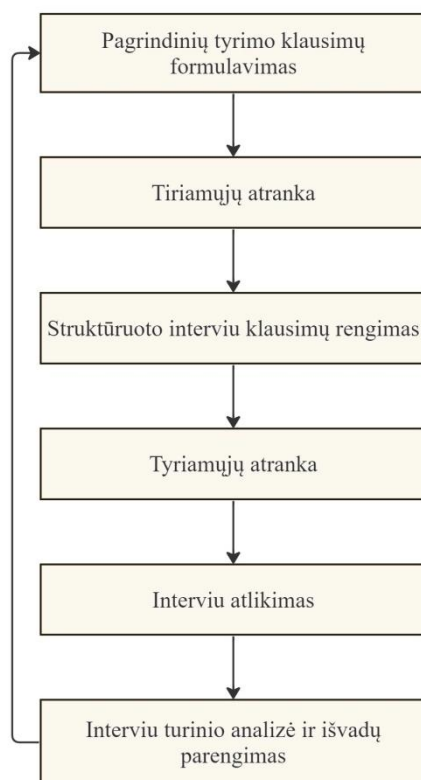 Pagrindinių tyrimo klausimų
formulavimas
Tiriamųjų atranka
Struktūruoto interviu klausimų rengimas
Tyriamųjų atranka
Interviu atlikimas
Interviu turinio analizė ir išvadų
parengimas